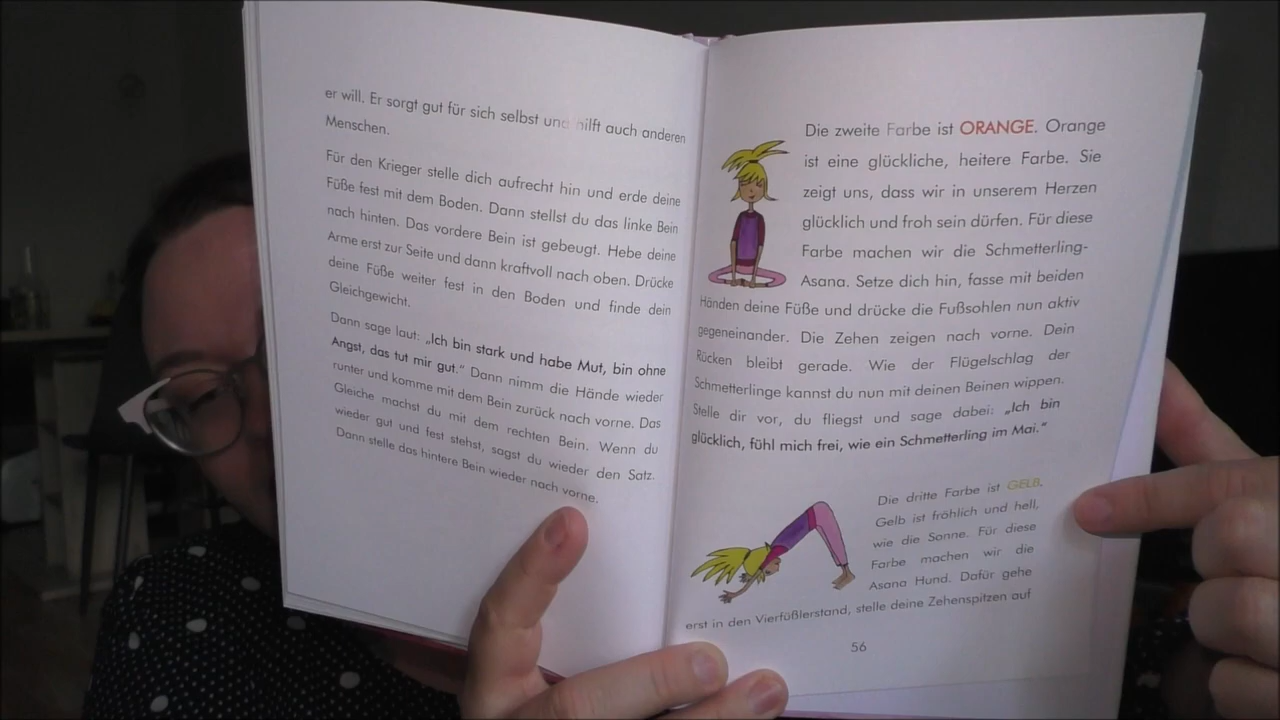 er will. Er sorgt gut für sich selbst und hilft auch anderen
Menschen.
Für den Krieger stelle dich aufrecht hin und erde deine
Füße fest mit dem Boden. Dann stellst du das linke Bein
nach hinten. Das vordere Bein ist gebeugt. Hebe deine
Arme erst zur Seite und dann kraftvoll nach oben. Drücke
deine Füße weiter fest in den Boden und finde dein
Gleichgewicht.
Dann sage laut: „Ich bin stark und habe Mut, bin ohne
Angst, das tut mir gut." Dann nimm die Hände wieder
runter und komme mit dem Bein zurück nach vorne. Das
Gleiche machst du mit dem rechten Bein. Wenn du
wieder gut und fest stehst, sagst du wieder den Satz.
Dann stelle das hintere Bein wieder nach vorne.
Die zweite Farbe ist ORANGE. Orange
ist eine glückliche, heitere Farbe. Sie
zeigt uns, dass wir in unserem Herzen
glücklich und froh sein dürfen. Für diese
Farbe machen wir die Schmetterling-
Asana. Setze dich hin, fasse mit beiden
Händen deine Füße und drücke die Fußsohlen nun aktiv
gegeneinander. Die Zehen zeigen nach vorne. Dein
Rücken bleibt gerade. Wie der Flügelschlag der
Schmetterlinge kannst du nun mit deinen Beinen wippen.
Stelle dir vor, du fliegst und sage dabei: „Ich bin
glücklich, fühl mich frei, wie ein Schmetterling im Mai."
Die dritte Farbe ist GELB.
Gelb ist fröhlich und hell,
wie die Sonne. Für diese
Farbe machen wir die
Asana Hund. Dafür gehe
erst in den Vierfüßlerstand, stelle deine Zehenspitzen auf
56